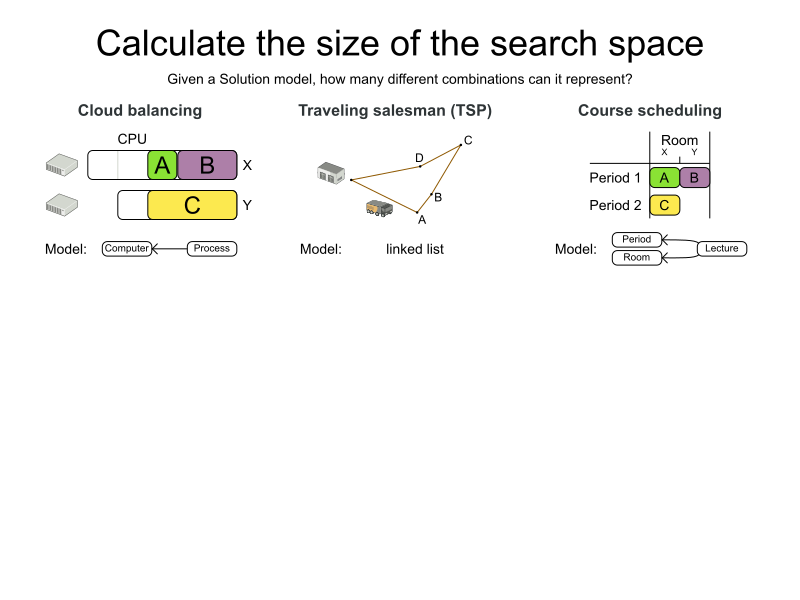 Calculate the size of the search space
Given a Solution model, how many different combinations can it represent?
Cloud balancing
CPU
A B X
C Y
Model: Computer Process
Traveling salesman (TSP)
C
D
B
A
Model: linked list
Course scheduling
Room
X Y
Period 1 A B
Period 2 C
Model: Period Lecture
Room